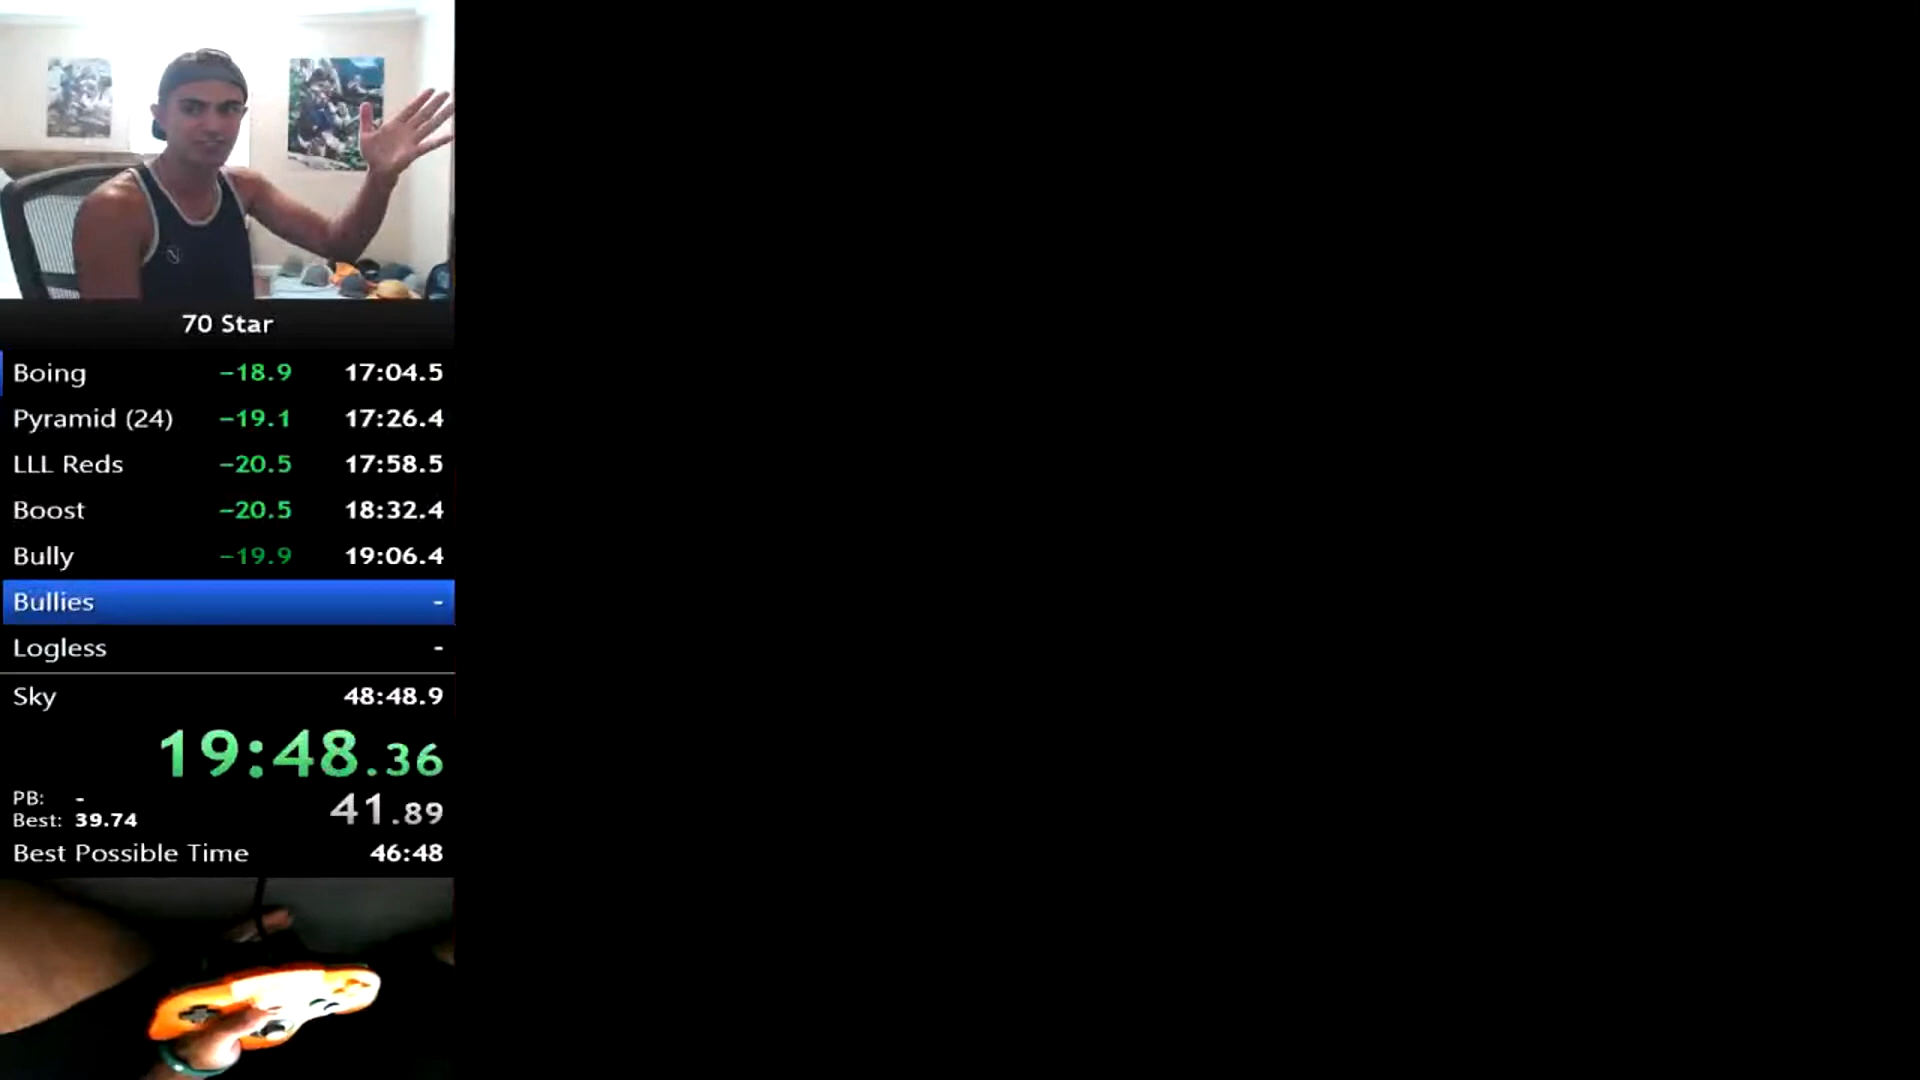 70 Star
Boing -18.9 17:04.5
Pyramid (24) -19.1 17:26.4
LLL Reds -20.5 17:58.5
Boost -20.5 18:32.4
Bully -19.9 19:06.4
Bullies -
Logless -
Sky 48:48.9
19:48.36
PB: -
Best: 39.74
41.89
Best Possible Time 46:48